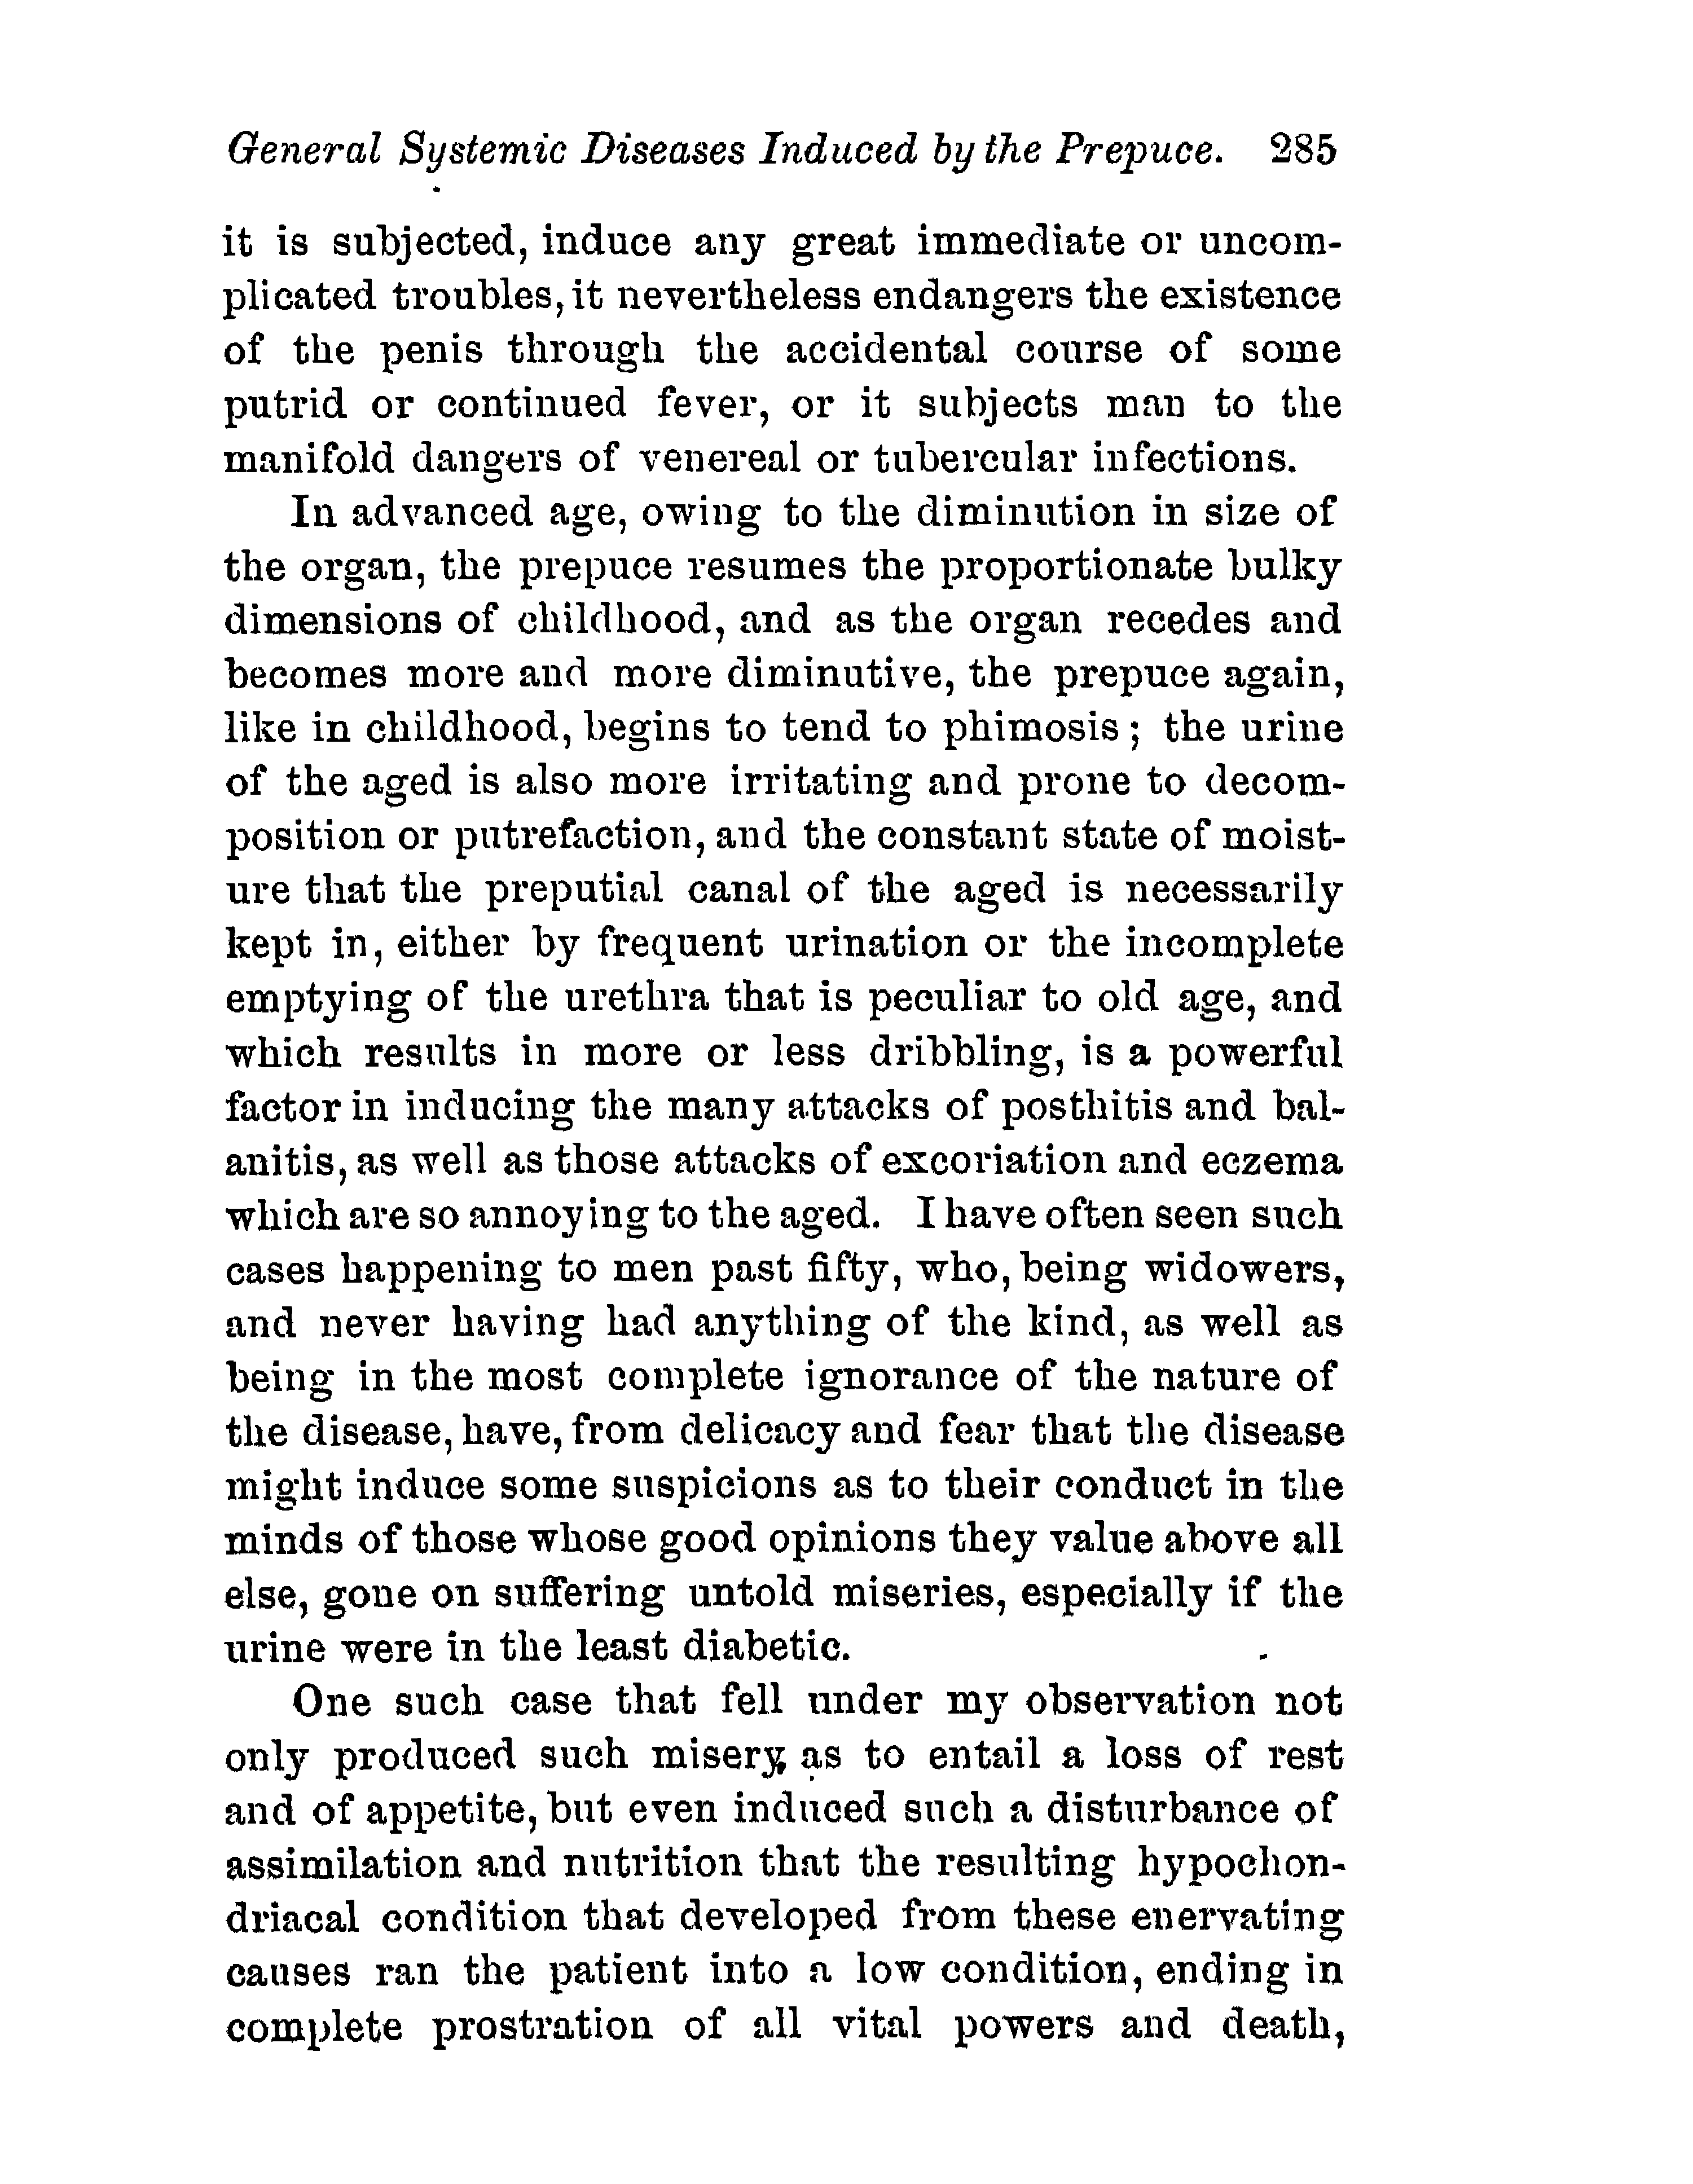 General Systemic Diseases Induced by the Prepuce. 285
it is subjected, induce any great immediate or uncom-
plicated troubles, it nevertheless endangers the existence
of the penis through the accidental course of some
putrid or continued fever, or it subjects man to the
manifold dangers of venereal or tubercular infections.
In advanced age, owing to the diminution in size of
the organ, the prepuce resumes the proportionate bulky
dimensions of childhood, and as the organ recedes and
becomes more and more diminutive, the prepuce again,
like in childhood, begins to tend to phimosis; the urine
of the aged is also more irritating and prone to decom-
position or putrefaction, and the constant state of moist-
ure that the preputial canal of the aged is necessarily
kept in, either by frequent urination or the incomplete
emptying of the urethra that is peculiar to old age, and
which results in more or less dribbling, is a powerful
factor in inducing the many attacks of posthitis and bal-
anitis, as well as those attacks of excoriation and eczema
which are so annoying to the aged. I have often seen such
cases happening to men past fifty, who, being widowers,
and never having had anything of the kind, as well as
being in the most complete ignorance of the nature of
the disease, have, from delicacy and fear that the disease
might induce some suspicions as to their conduct in the
minds of those whose good opinions they value above all
else, gone on suffering untold miseries, especially if the
urine were in the least diabetic.
One such case that fell under my observation not
only produced such misery, as to entail a loss of rest
and of appetite, but even induced such a disturbance of
assimilation and nutrition that the resulting hypochon-
driacal condition that developed from these enervating
causes ran the patient into a low condition, ending in
complete prostration of all vital powers and death,